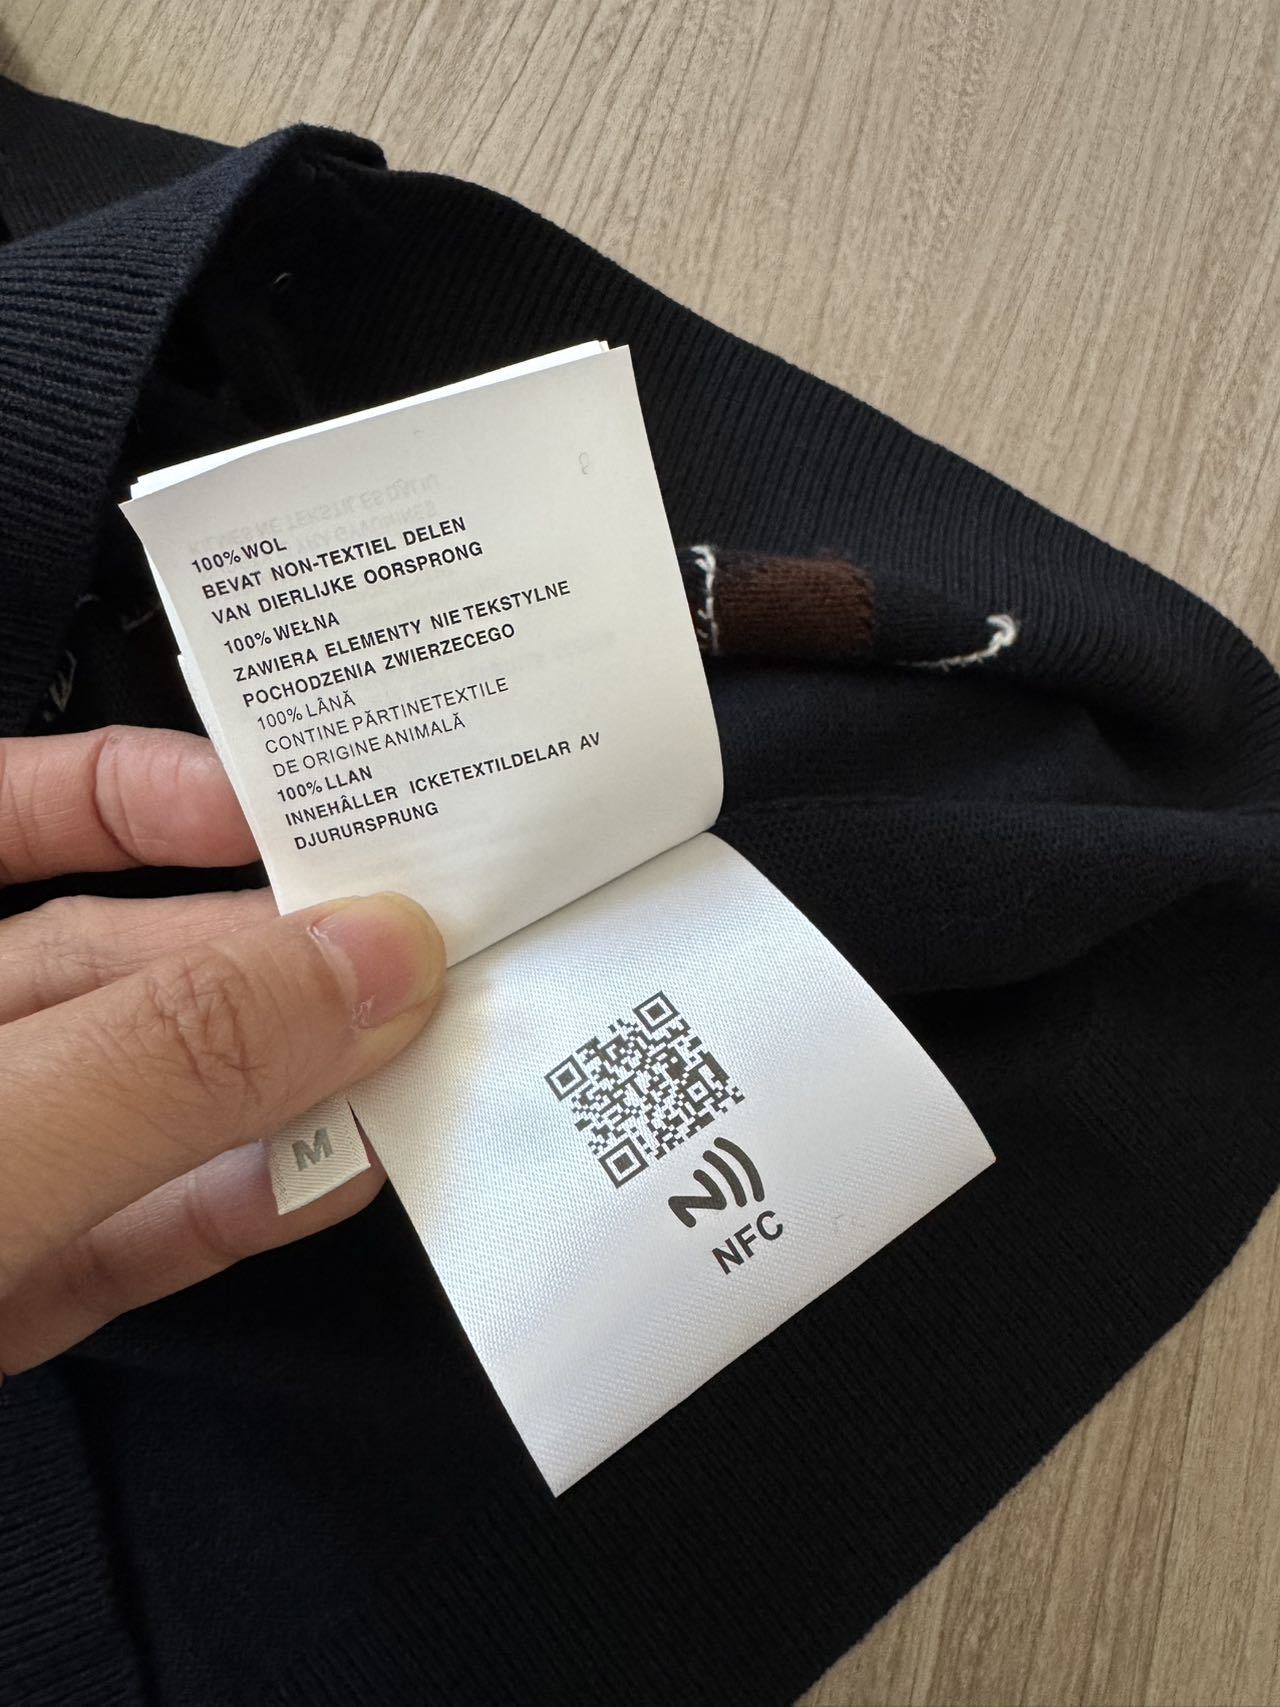 100% WOL
BEVAT NON-TEXTIEL DELEN
VAN DIERLIJKE OORSPRONG
100% WEŁNA
ZAWIERA ELEMENTY NIE TEKSTYLNE
POCHODZENIA ZWIERZECEGO
100% LÂNĂ
CONTINE PĂRTINETEXTILE
DE ORIGINE ANIMALĂ
100% LLAN
INNEHÂLLER ICKETEXTILDELAR AV
DJURURSPRUNG
M
NFC